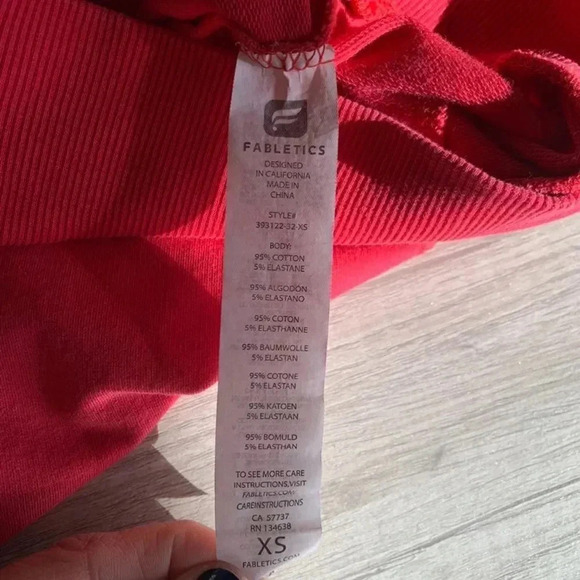 FABLETICS
DESIGNED
IN CALIFORNIA
MADE IN
CHINA
STYLE#
393122-32-XS
BODY:
95% COTTON
5% ELASTANE
95% ALGODÓN
5% ELASTANO
95% COTON
5% ELASTHANNE
95% BAUMWOLLE
5% ELASTAN
95% COTONE
5% ELASTAN
95% KATOEN
5% ELASTAAN
95% BOMULD
5% ELASTHAN
TO SEE MORE CARE
INSTRUCTIONS,VISIT
FABLETICS.COM/
CAREINSTRUCTIONS
CA 57737
RN 134638
XS
FABLETICS.COM